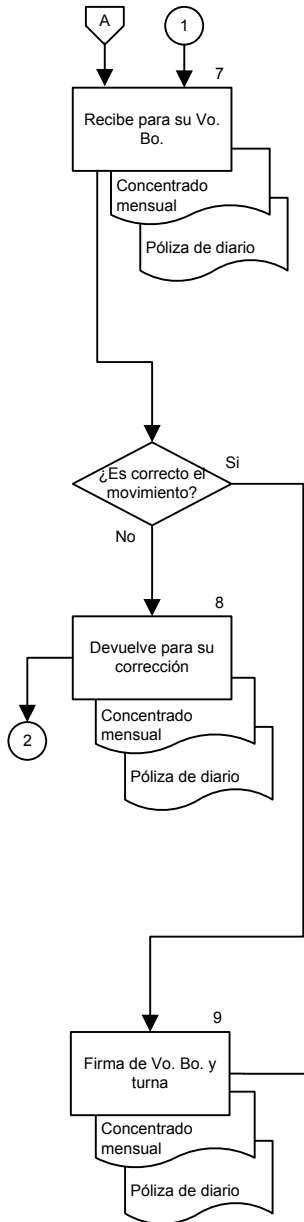 A
1
7
Recibe para su Vo.
Bo.
Concentrado
mensual
Póliza de diario
¿Es correcto el
movimiento?
Si
No
8
Devuelve para su
corrección
Concentrado
mensual
Póliza de diario
2
9
Firma de Vo. Bo. y
turna
Concentrado
mensual
Póliza de diario